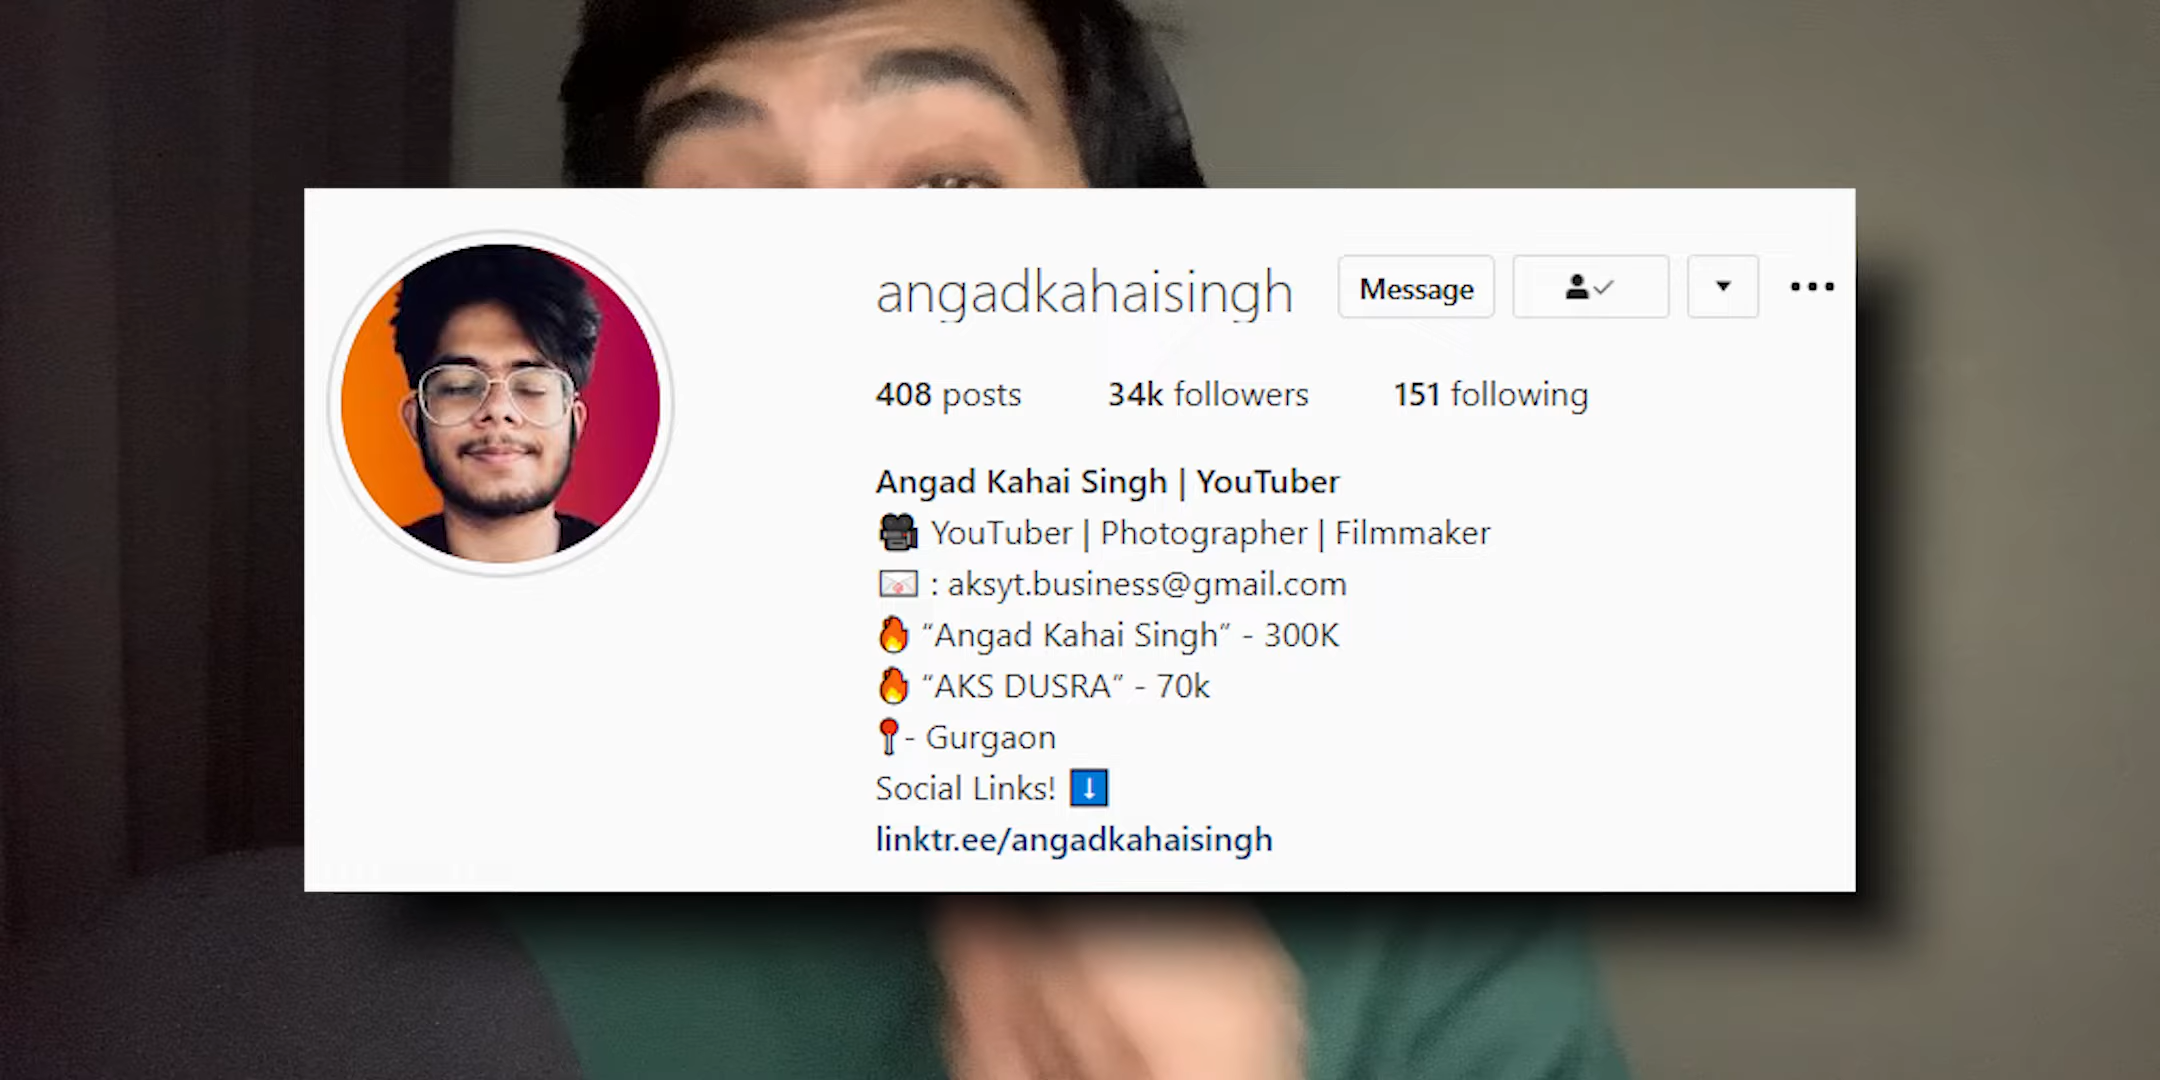 angadkahaisingh Message
408 posts 34k followers 151 following
Angad Kahai Singh | YouTuber
YouTuber | Photographer | Filmmaker
: aksyt.business@gmail.com
“Angad Kahai Singh” - 300K
“AKS DUSRA” - 70k
- Gurgaon
Social Links!
linktr.ee/angadkahaisingh